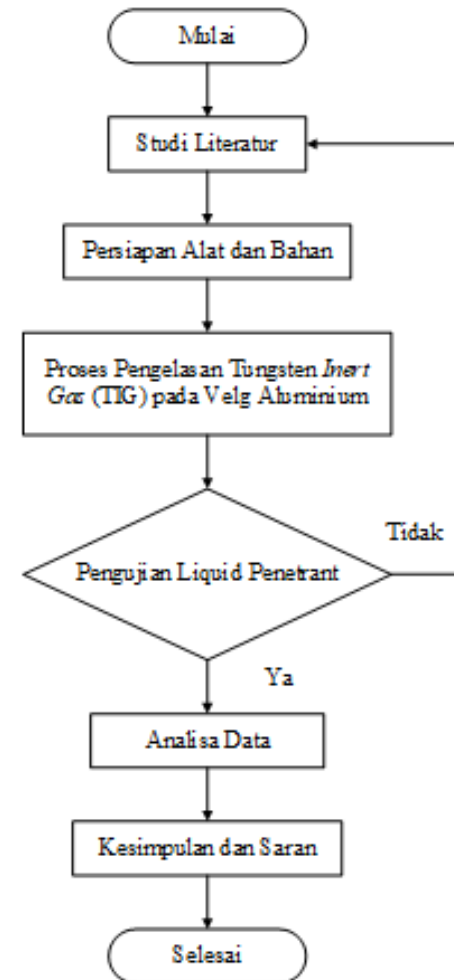 Mulai
Studi Literatur
Persiapan Alat dan Bahan
Proses Pengelasan Tungsten Inert
Gas (TIG) pada Velg Aluminium
Pengujian Liquid Penetrant
Tidak
Ya
Analisa Data
Kesimpulan dan Saran
Selesai